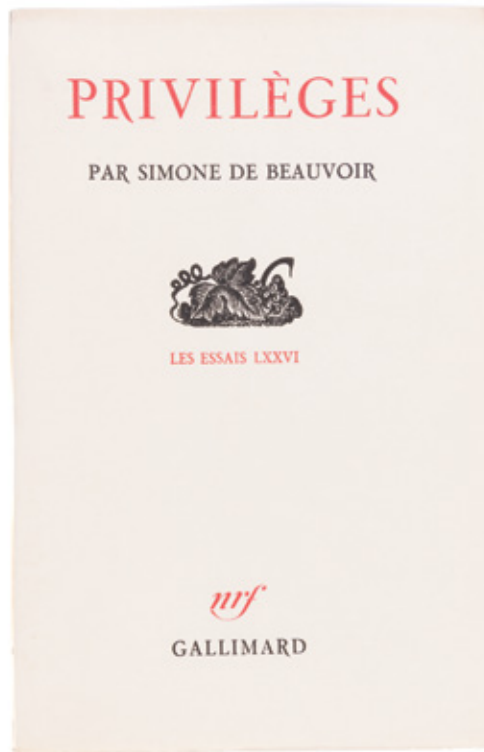 PRIVILÈGES
PAR SIMONE DE BEAUVOIR
LES ESSAIS LXXVI
nrf
GALLIMARD